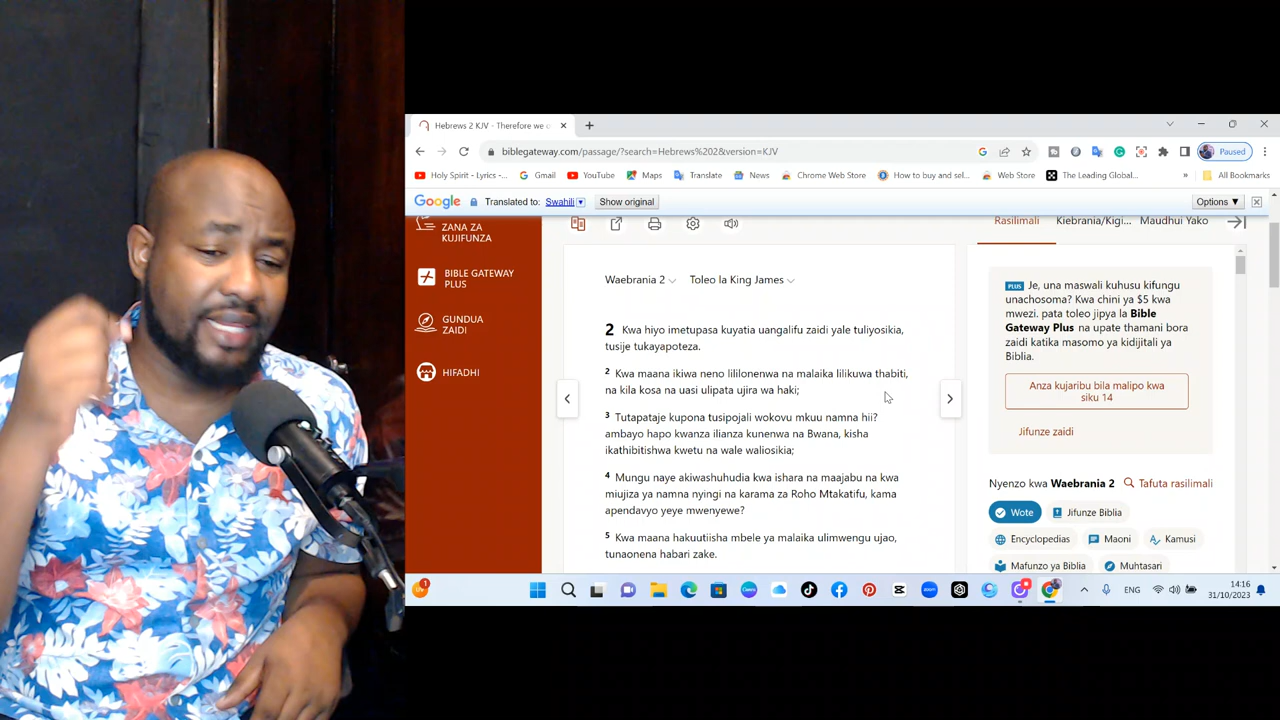 Hebrews 2 KJV - Therefore we u
biblegateway.com/passage/?search=Hebrews%202&version=KJV
Paused
Holy Spirit - Lyrics -...
Gmail
YouTube
Maps
Translate
News
Chrome Web Store
How to buy and sel...
Web Store
The Leading Global...
»
All Bookmarks
Google
Translated to: Swahili
Show original
Options ▼
ZANA ZA
KUJIFUNZA
BIBLE GATEWAY
PLUS
GUNDUA
ZAIDI
HIFADHI
Waebrania 2
Toleo la King James
2 Kwa hiyo imetupasa kuyatia uangalifu zaidi yale tuliyosikia,
tusije tukayapoteza.
2 Kwa maana ikiwa neno lililonenwa na malaika lilikuwa thabiti,
na kila kosa na uasi ulipata ujira wa haki;
3 Tutapataje kupona tusipojali wokovu mkuu namna hii?
ambayo hapo kwanza ilianza kunenwa na Bwana, kisha
ikathibitishwa kwetu na wale waliosikia;
4 Mungu naye akiwashuhudia kwa ishara na maajabu na kwa
miujiza ya namna nyingi na karama za Roho Mtakatifu, kama
apendavyo yeye mwenyewe?
5 Kwa maana hakuutiisha mbele ya malaika ulimwengu ujao,
tunaonena habari zake.
Rasilimali
Kiebrania/Kigi...
Maudhui Yako
PLUS Je, una maswali kuhusu kifungu
unachosoma? Kwa chini ya $5 kwa
mwezi. pata toleo jipya la Bible
Gateway Plus na upate thamani bora
zaidi katika masomo ya kidijitali ya
Biblia.
Anza kujaribu bila malipo kwa
siku 14
Jifunze zaidi
Nyenzo kwa Waebrania 2
Tafuta rasilimali
Wote
Jifunze Biblia
Encyclopedias
Maoni
Kamusi
Mafunzo ya Biblia
Muhtasari
1
ENG
14:16
31/10/2023